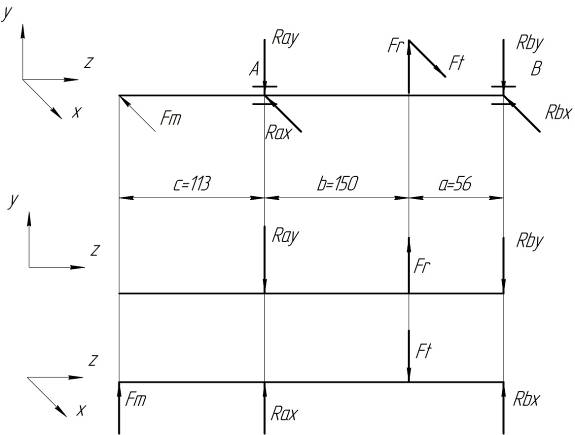 y
Ray
Rby
Fr
z
A
Ft
B
x
Fm
Rax
Rbx
c=113
b=150
a=56
y
Ray
Rby
z
Fr
z
Ft
x
Fm
Rax
Rbx